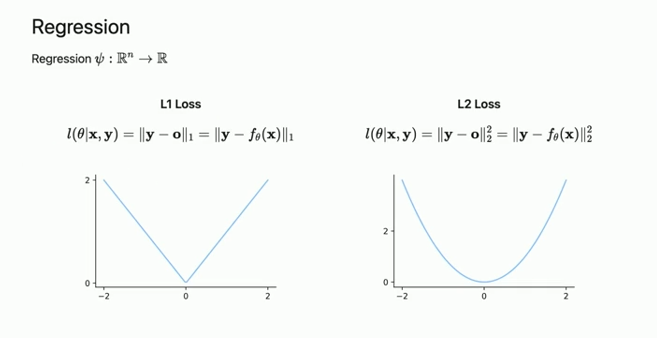 Regression
Regression ψ : ℝⁿ → ℝ
L1 Loss
l(θ|x, y) = ‖y − o‖₁ = ‖y − f_θ(x)‖₁
2
0
−2 0 2
L2 Loss
l(θ|x, y) = ‖y − o‖₂² = ‖y − f_θ(x)‖₂²
2
0
−2 0 2